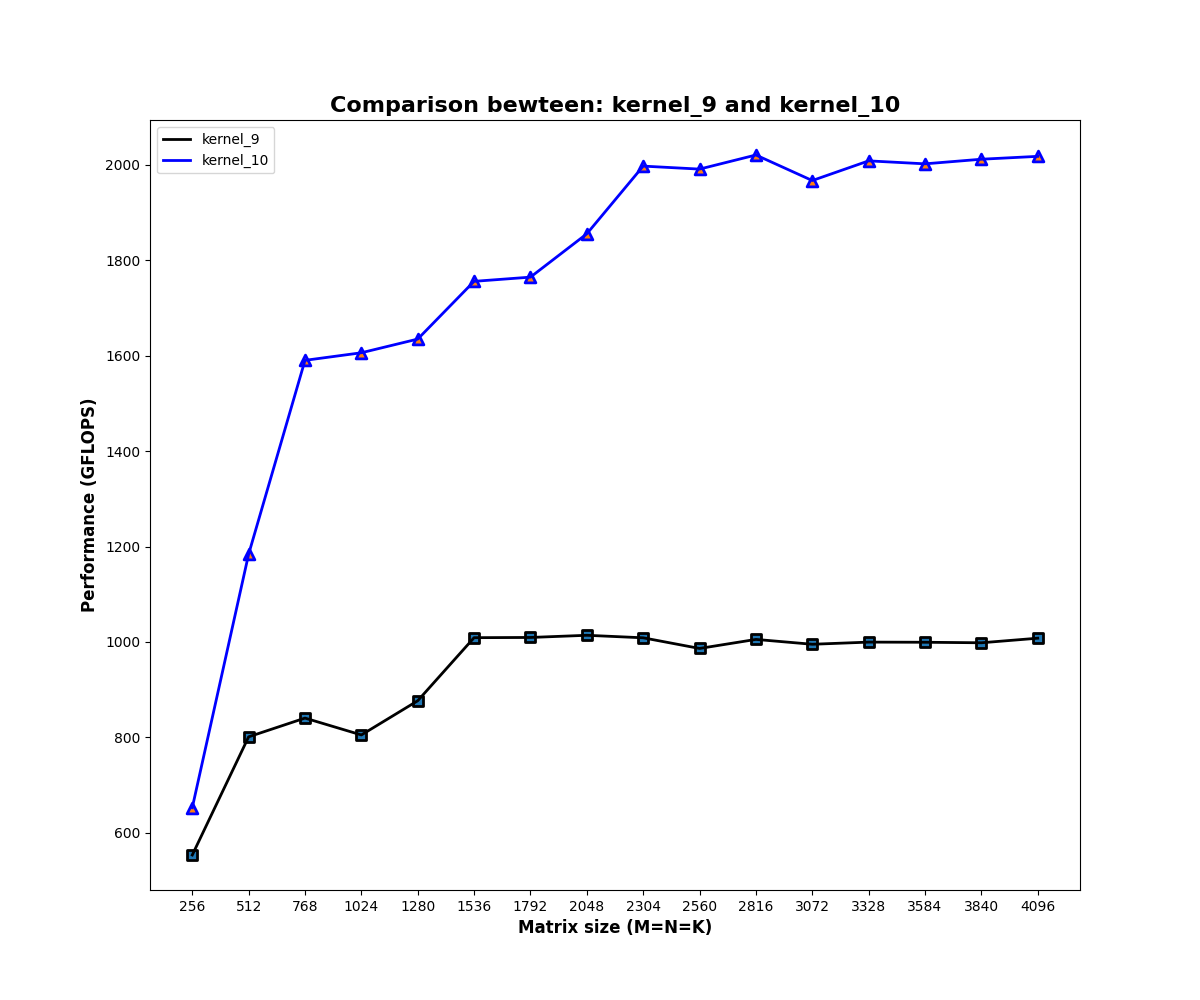 Comparison bewteen: kernel_9 and kernel_10
kernel_9
kernel_10
2000
1800
1600
1400
1200
1000
800
600
Performance (GFLOPS)
256 512 768 1024 1280 1536 1792 2048 2304 2560 2816 3072 3328 3584 3840 4096
Matrix size (M=N=K)